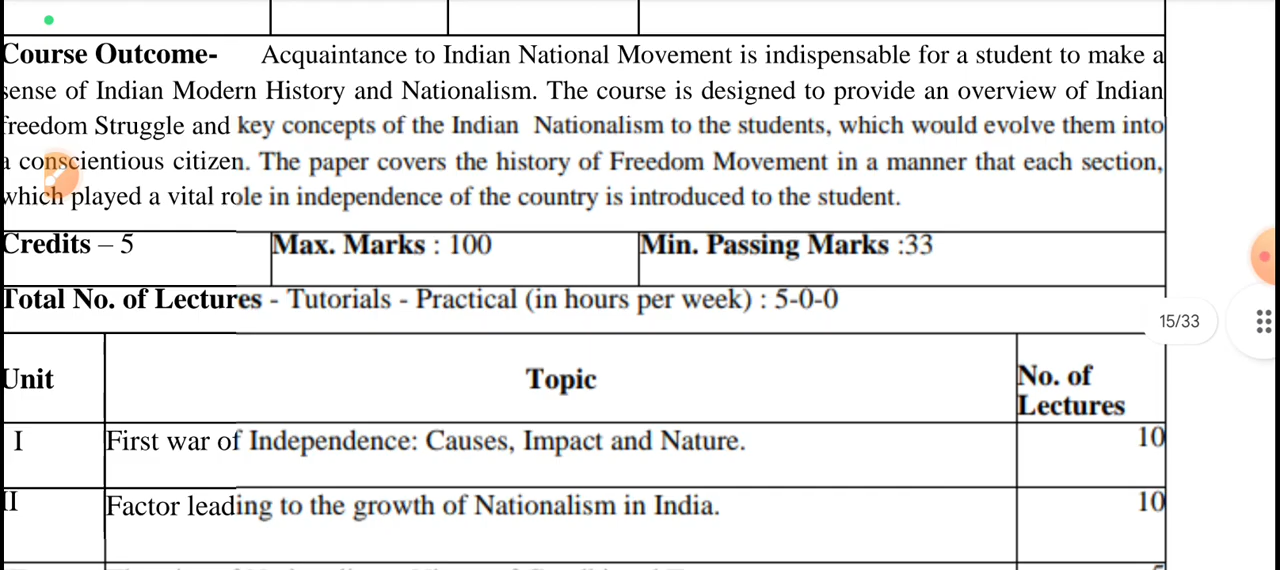 Course Outcome- Acquaintance to Indian National Movement is indispensable for a student to make a
sense of Indian Modern History and Nationalism. The course is designed to provide an overview of Indian
freedom Struggle and key concepts of the Indian Nationalism to the students, which would evolve them into
a conscientious citizen. The paper covers the history of Freedom Movement in a manner that each section,
which played a vital role in independence of the country is introduced to the student.
Credits – 5 Max. Marks : 100 Min. Passing Marks :33
Total No. of Lectures - Tutorials - Practical (in hours per week) : 5-0-0
15/33
Unit Topic No. of
Lectures
I First war of Independence: Causes, Impact and Nature. 10
II Factor leading to the growth of Nationalism in India. 10